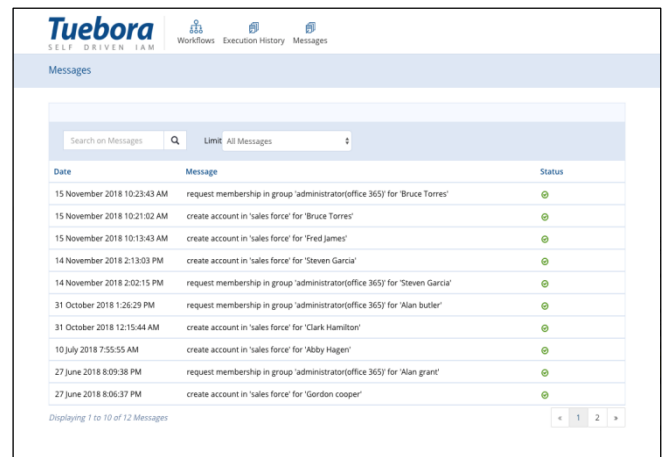 Tuebora
SELF DRIVEN IAM
Workflows Execution History Messages
Messages
Search on Messages Limit All Messages
Date Message Status
15 November 2018 10:23:43 AM request membership in group 'administrator(office 365)' for 'Bruce Torres'
15 November 2018 10:21:02 AM create account in 'sales force' for 'Bruce Torres'
15 November 2018 10:13:43 AM create account in 'sales force' for 'Fred James'
14 November 2018 2:13:03 PM create account in 'sales force' for 'Steven Garcia'
14 November 2018 2:02:15 PM request membership in group 'administrator(office 365)' for 'Steven Garcia'
31 October 2018 1:26:29 PM request membership in group 'administrator(office 365)' for 'Alan butler'
31 October 2018 12:15:44 AM create account in 'sales force' for 'Clark Hamilton'
10 July 2018 7:55:55 AM create account in 'sales force' for 'Abby Hagen'
27 June 2018 8:09:38 PM request membership in group 'administrator(office 365)' for 'Alan grant'
27 June 2018 8:06:37 PM create account in 'sales force' for 'Gordon cooper'
Displaying 1 to 10 of 12 Messages « 1 2 »